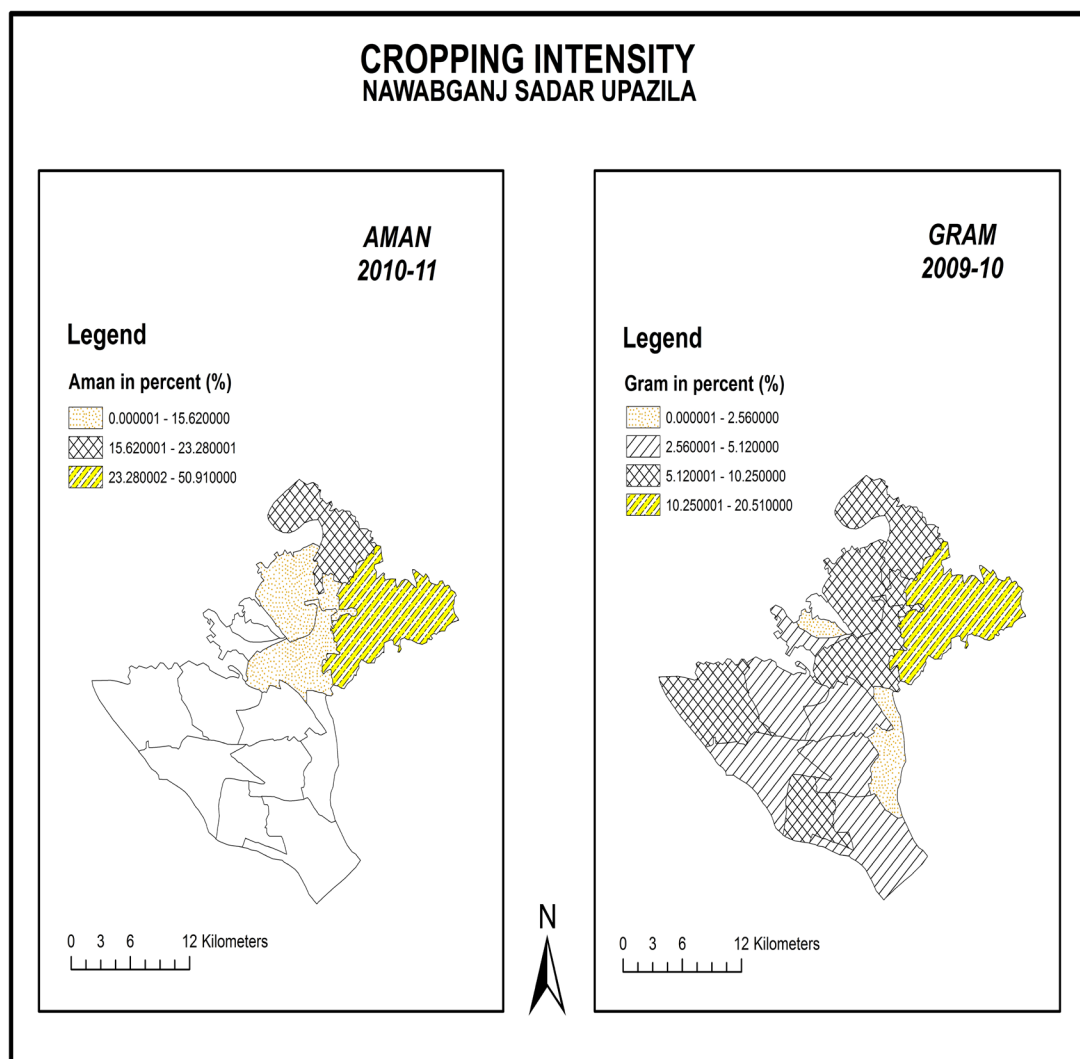 CROPPING INTENSITY
NAWABGANJ SADAR UPAZILA
AMAN
2010-11
Legend
Aman in percent (%)
0.000001 - 15.620000
15.620001 - 23.280001
23.280002 - 50.910000
0 3 6 12 Kilometers
GRAM
2009-10
Legend
Gram in percent (%)
0.000001 - 2.560000
2.560001 - 5.120000
5.120001 - 10.250000
10.250001 - 20.510000
0 3 6 12 Kilometers
N